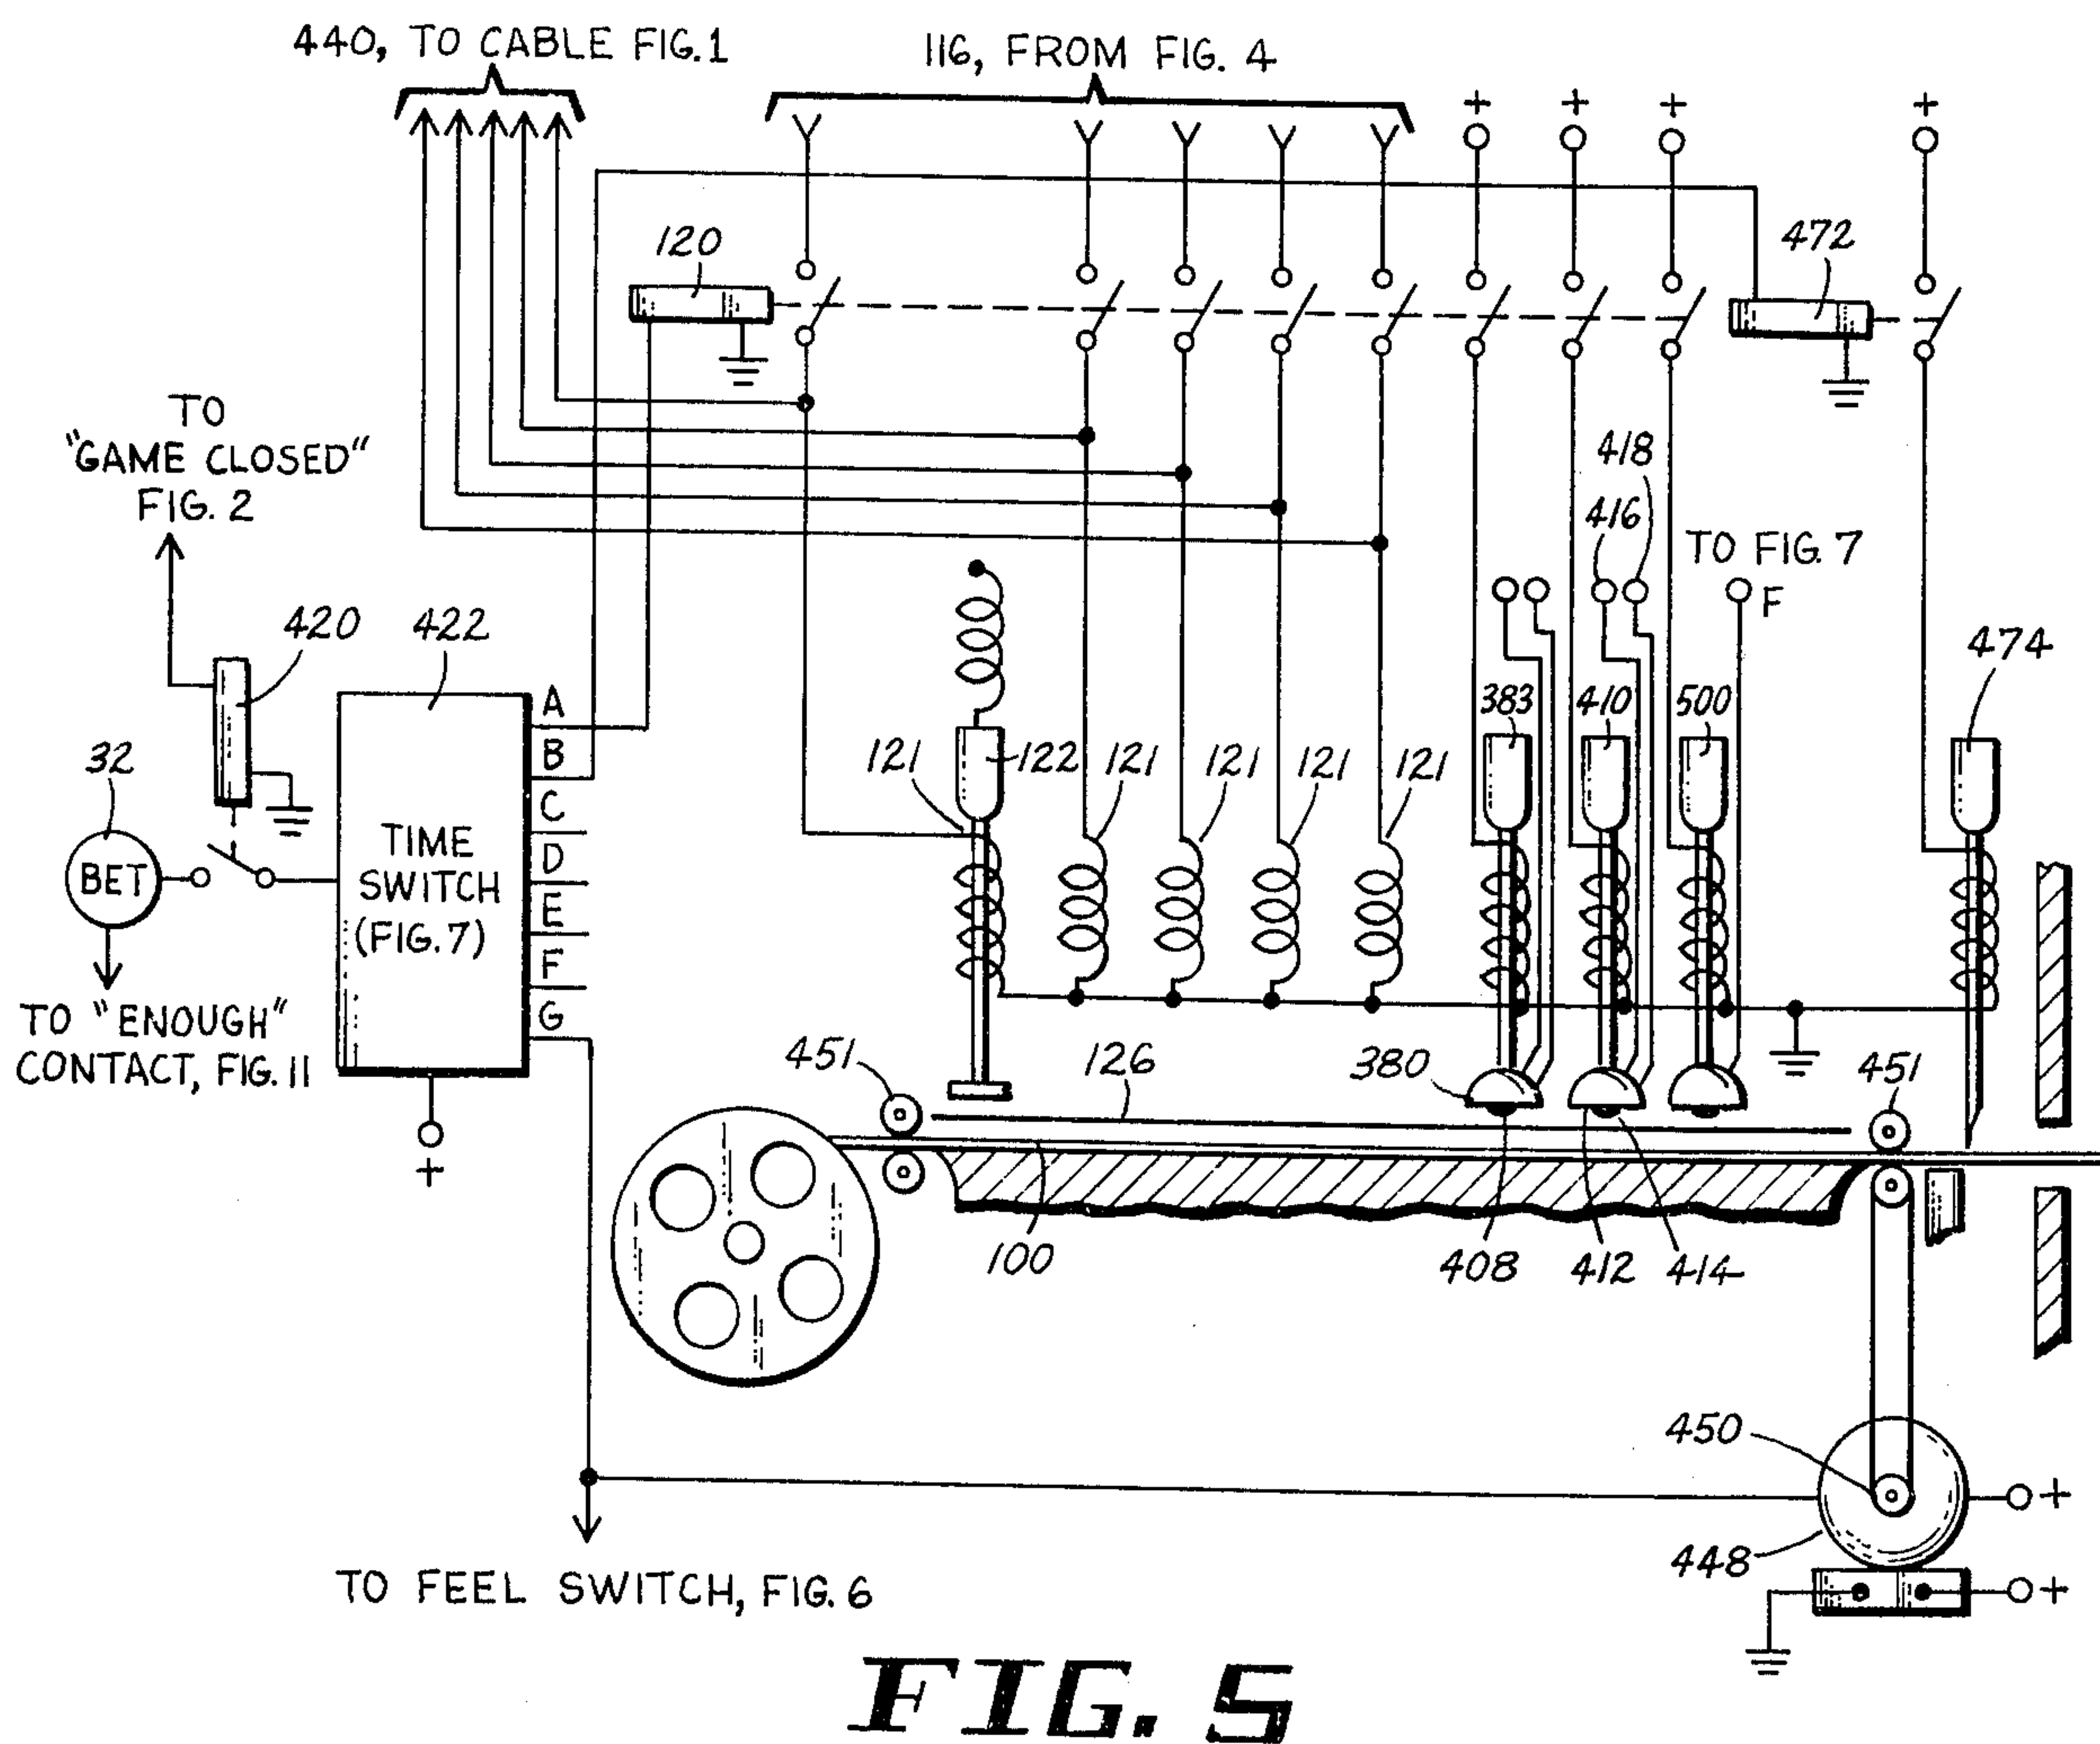 440, TO CABLE FIG. 1
116, FROM FIG. 4
+ + + +
120
472
TO
"GAME CLOSED"
FIG. 2
418
416
TO FIG. 7
F
420
422
474
383
410
500
A
B
C
D
E
F
G
32
BET
121
122
121
121
121
121
TIME
SWITCH
(FIG. 7)
TO "ENOUGH"
CONTACT, FIG. 11
+
451
126
380
451
100
408
412
414
450
+
448
+
TO FEEL SWITCH, FIG. 6
FIG. 5